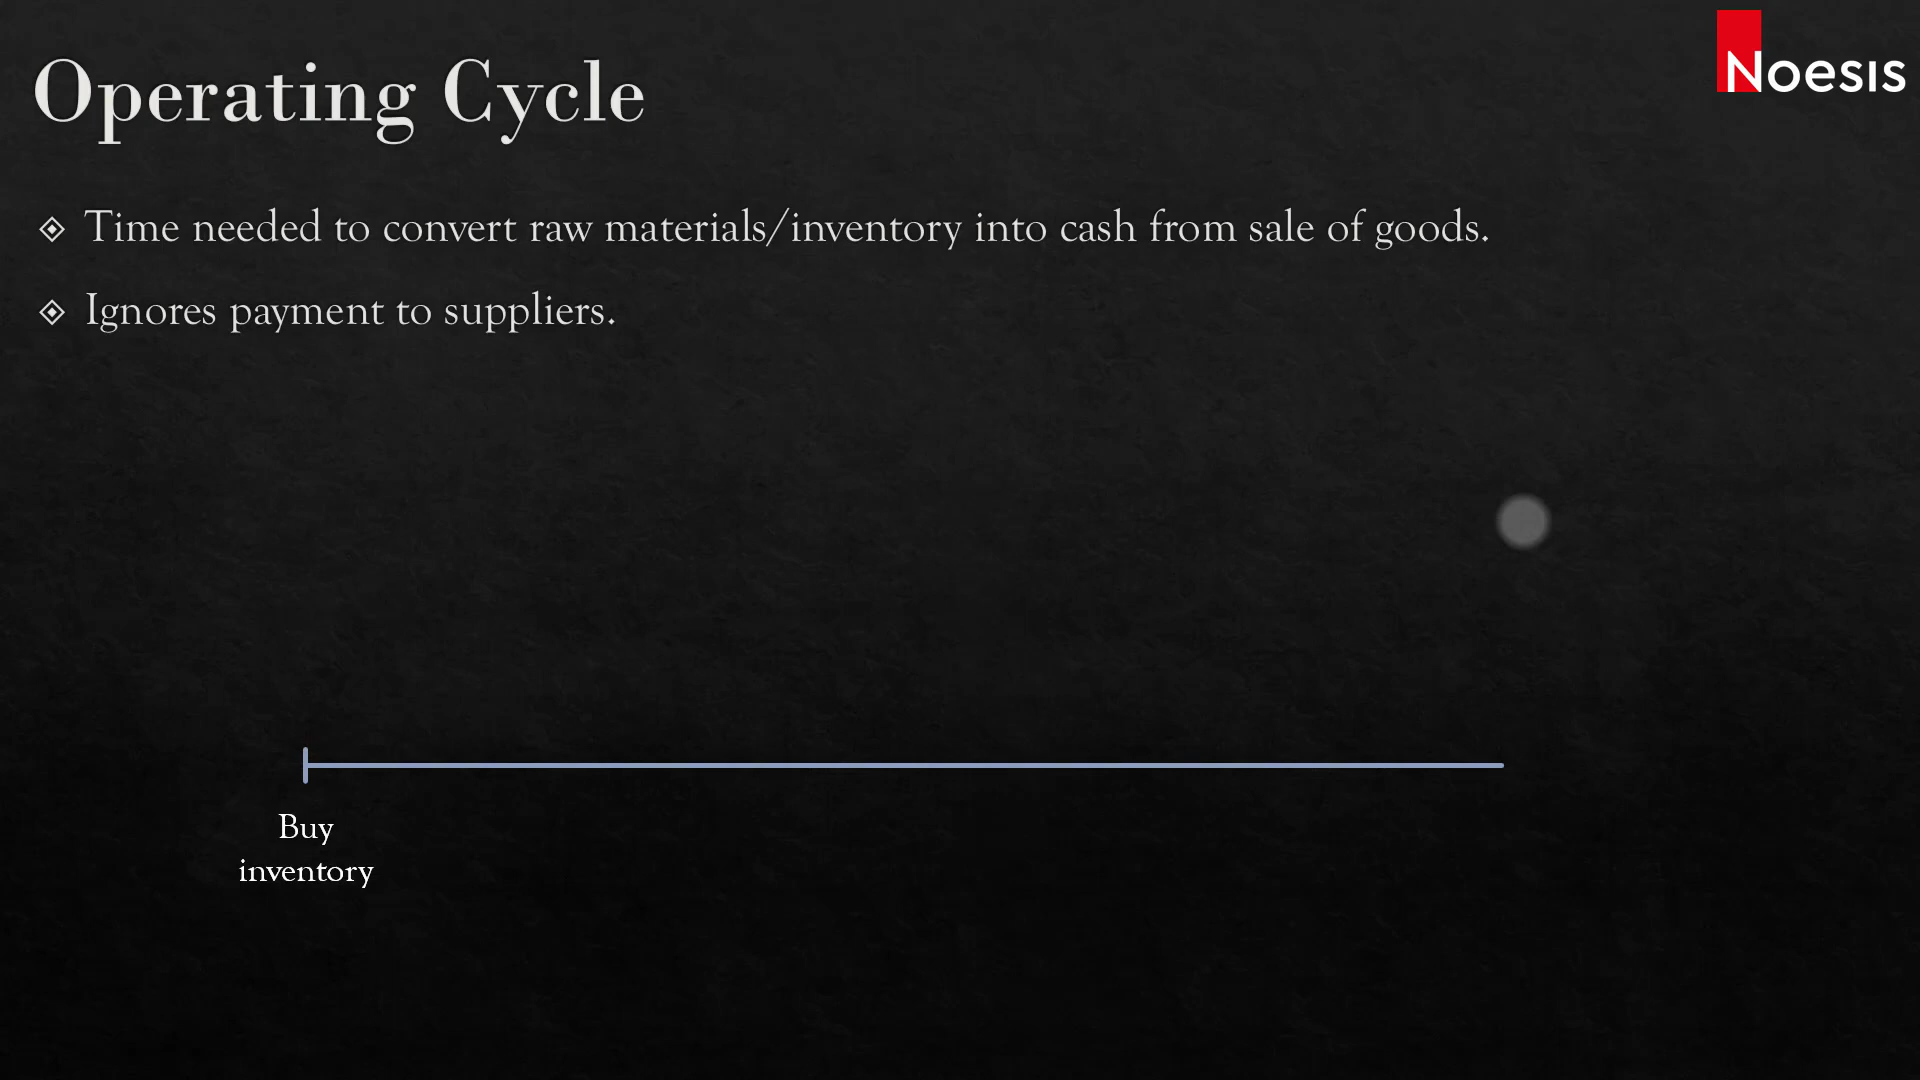 Operating Cycle
Noesis
Time needed to convert raw materials/inventory into cash from sale of goods.
Ignores payment to suppliers.
Buy
inventory